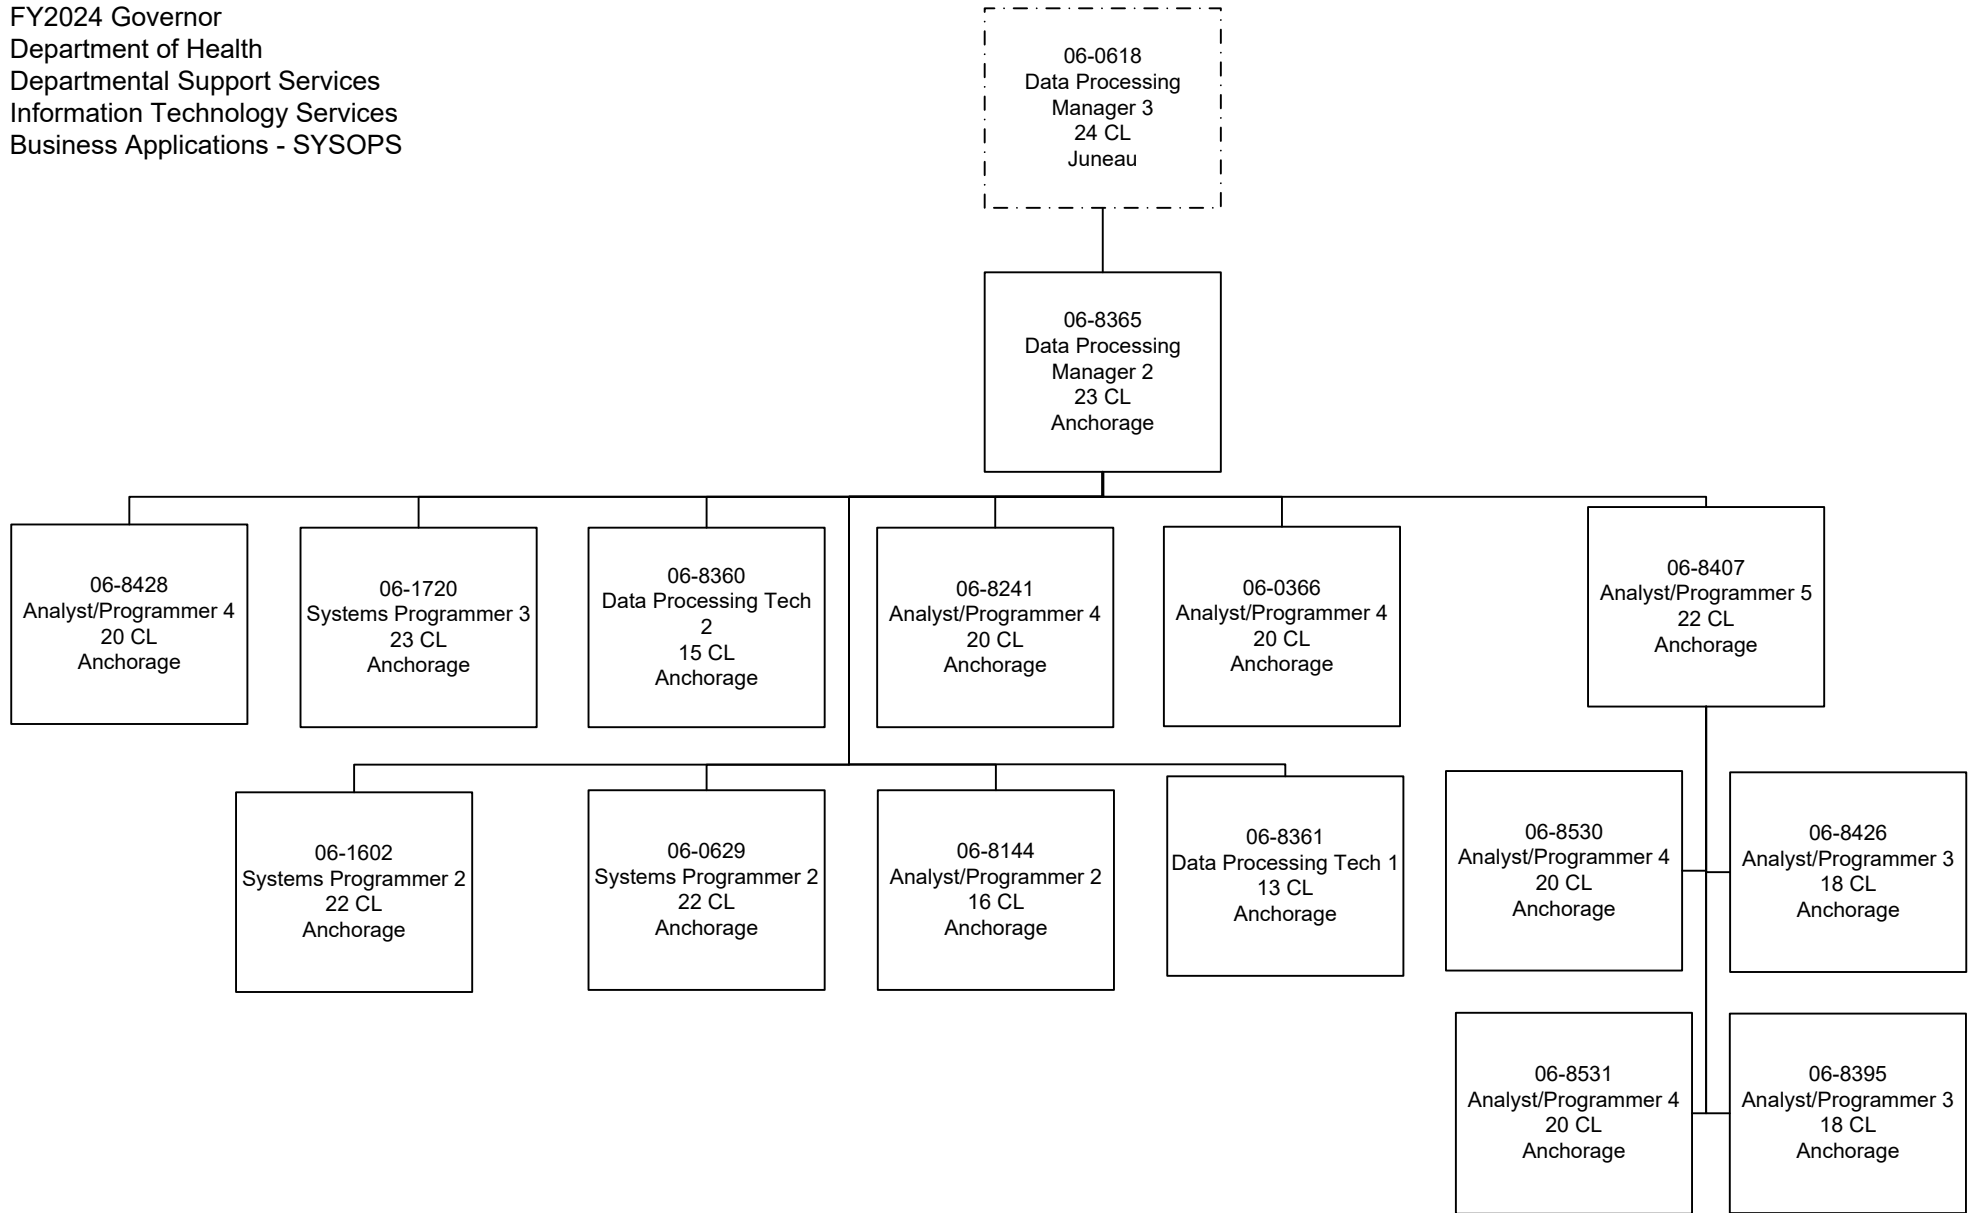 FY2024 Governor
Department of Health
Departmental Support Services
Information Technology Services
Business Applications - SYSOPS
06-0618
Data Processing
Manager 3
24 CL
Juneau
06-8365
Data Processing
Manager 2
23 CL
Anchorage
06-8428
Analyst/Programmer 4
20 CL
Anchorage
06-1720
Systems Programmer 3
23 CL
Anchorage
06-8360
Data Processing Tech
2
15 CL
Anchorage
06-8241
Analyst/Programmer 4
20 CL
Anchorage
06-0366
Analyst/Programmer 4
20 CL
Anchorage
06-8407
Analyst/Programmer 5
22 CL
Anchorage
06-1602
Systems Programmer 2
22 CL
Anchorage
06-0629
Systems Programmer 2
22 CL
Anchorage
06-8144
Analyst/Programmer 2
16 CL
Anchorage
06-8361
Data Processing Tech 1
13 CL
Anchorage
06-8530
Analyst/Programmer 4
20 CL
Anchorage
06-8426
Analyst/Programmer 3
18 CL
Anchorage
06-8531
Analyst/Programmer 4
20 CL
Anchorage
06-8395
Analyst/Programmer 3
18 CL
Anchorage